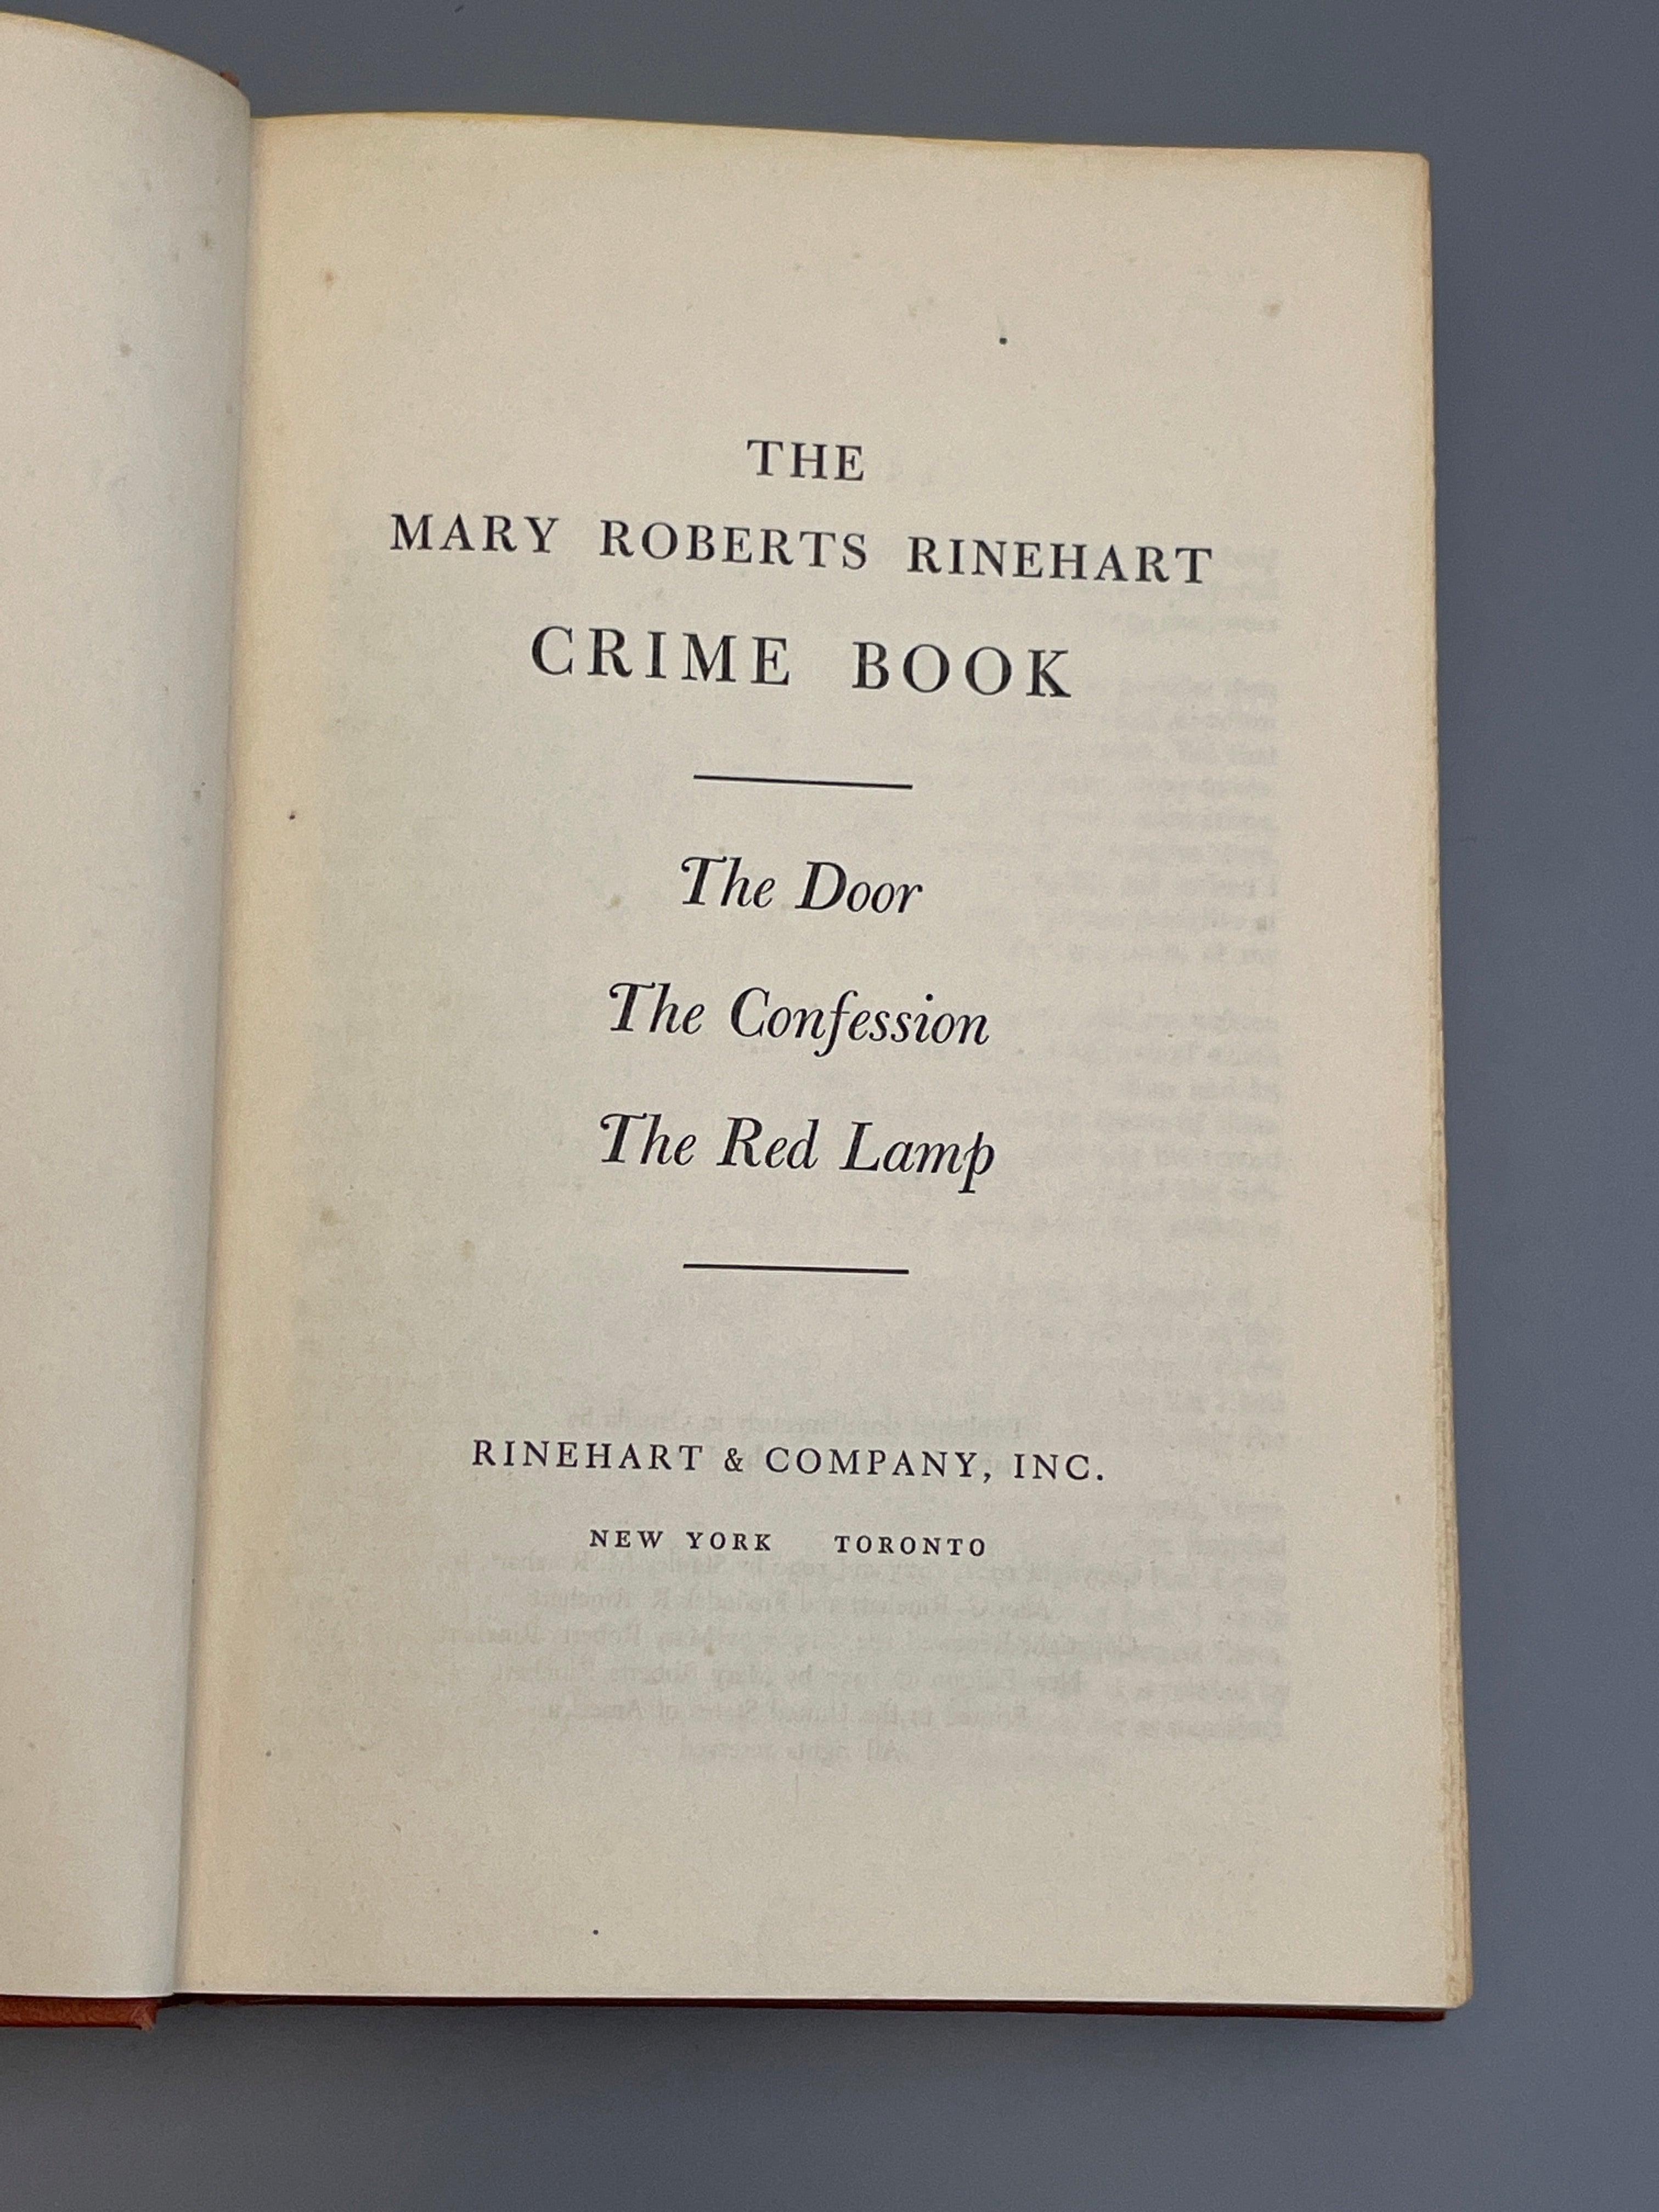 THE
MARY ROBERTS RINEHART
CRIME BOOK
The Door
The Confession
The Red Lamp
RINEHART & COMPANY, INC.
NEW YORK TORONTO